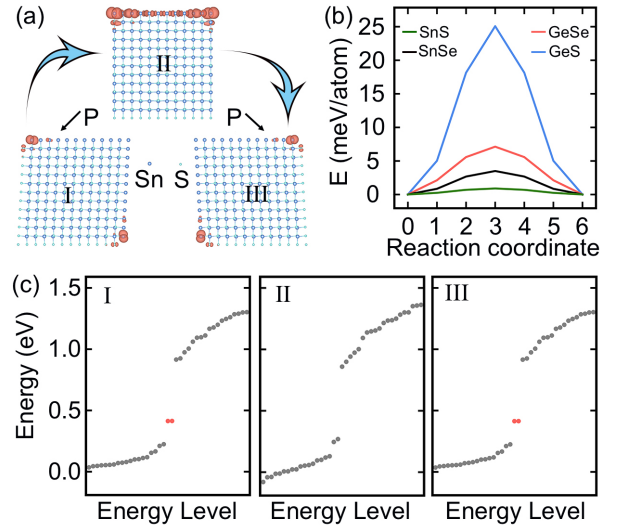 (a)
II
P
P
I
Sn
S
III
(b)
SnS
GeSe
SnSe
GeS
E (meV/atom)
25
20
15
10
5
0
0 1 2 3 4 5 6
Reaction coordinate
(c)
I
II
III
Energy (eV)
1.5
1.0
0.5
0.0
Energy Level
Energy Level
Energy Level